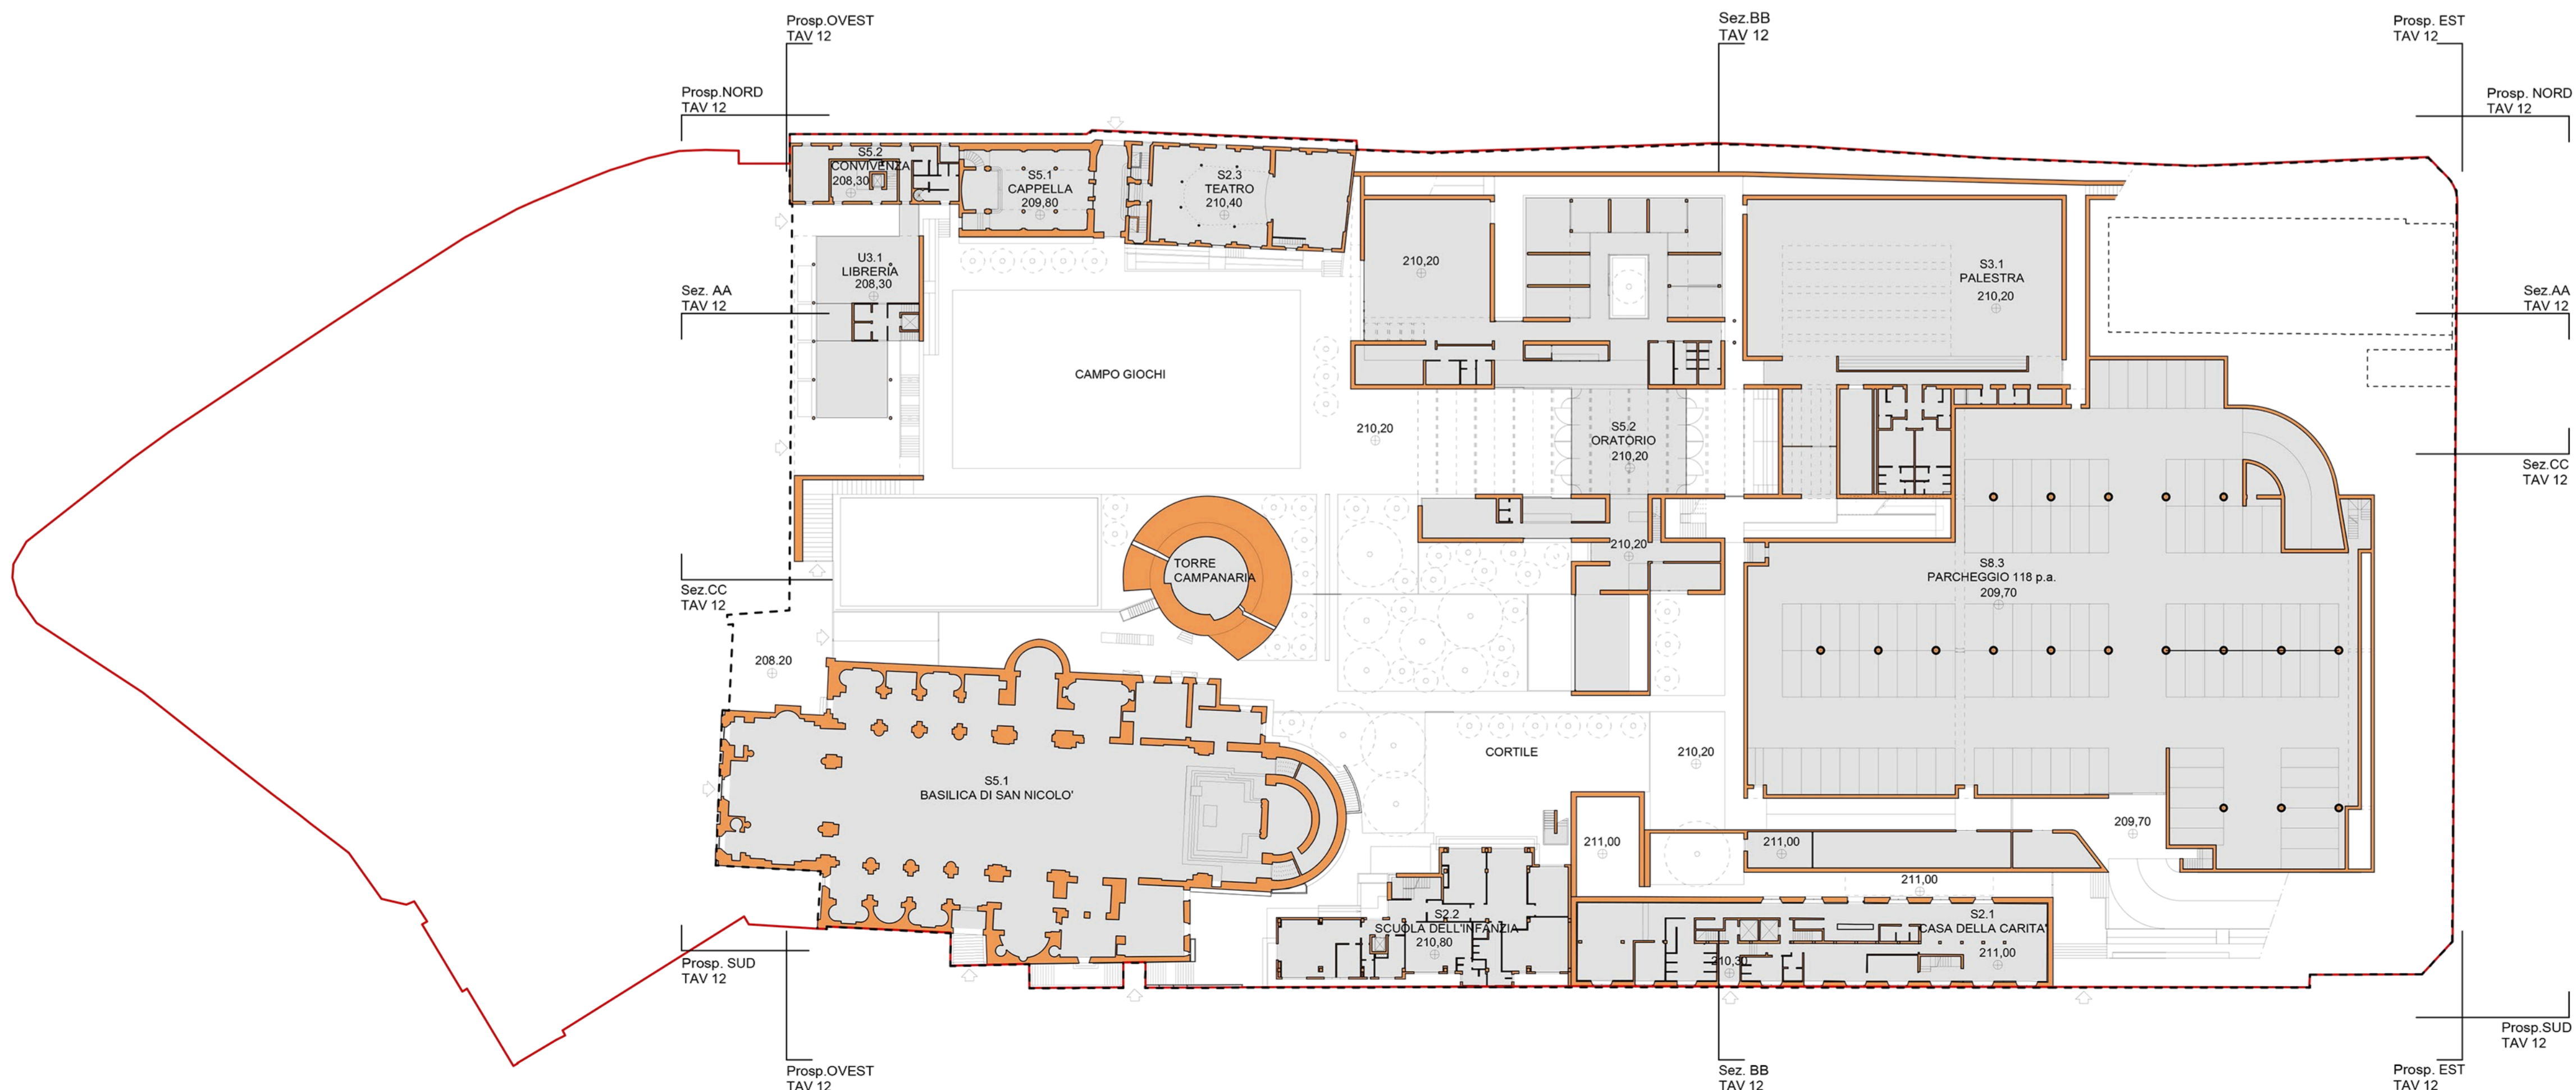 Prosp.OVEST
TAV 12
Sez.BB
TAV 12
Prosp. EST
TAV 12
Prosp.NORD
TAV 12
Prosp. NORD
TAV 12
S5.2
CONVIVENZA
208,30
S5.1
CAPPELLA
209,80
S2.3
TEATRO
210,40
U3.1
LIBRERIA
208,30
210,20
S3.1
PALESTRA
210,20
Sez. AA
TAV 12
Sez.AA
TAV 12
CAMPO GIOCHI
210,20
S5.2
ORATORIO
210,20
Sez.CC
TAV 12
TORRE
CAMPANARIA
210,20
S8.3
PARCHEGGIO 118 p.a.
209,70
Sez.CC
TAV 12
208.20
S5.1
BASILICA DI SAN NICOLO'
CORTILE
210,20
211,00
211,00
209,70
211,00
S2.2
SCUOLA DELL'INFANZIA
210,80
S2.1
CASA DELLA CARITA'
211,00
210,30
Prosp. SUD
TAV 12
Prosp.SUD
TAV 12
Prosp.OVEST
TAV 12
Sez. BB
TAV 12
Prosp. EST
TAV 12